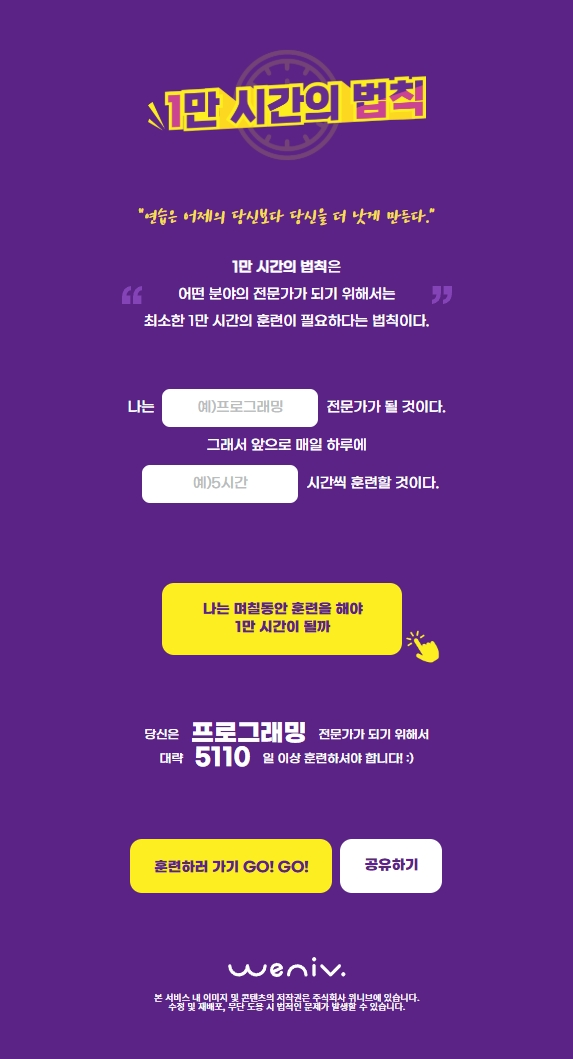 1만 시간의 법칙
"연습은 어제의 당신보다 당신을 더 낫게 만든다."
1만 시간의 법칙은
“ 어떤 분야의 전문가가 되기 위해서는 ”
최소한 1만 시간의 훈련이 필요하다는 법칙이다.
나는 예)프로그래밍 전문가가 될 것이다.
그래서 앞으로 매일 하루에
예)5시간 시간씩 훈련할 것이다.
나는 며칠동안 훈련을 해야
1만 시간이 될까
당신은 프로그래밍 전문가가 되기 위해서
대략 5110 일 이상 훈련하셔야 합니다! :)
훈련하러 가기 GO! GO! 공유하기
weniv.
본 서비스 내 이미지 및 콘텐츠의 저작권은 주식회사 위니브에 있습니다.
수정 및 재배포, 무단 도용 시 법적인 문제가 발생할 수 있습니다.